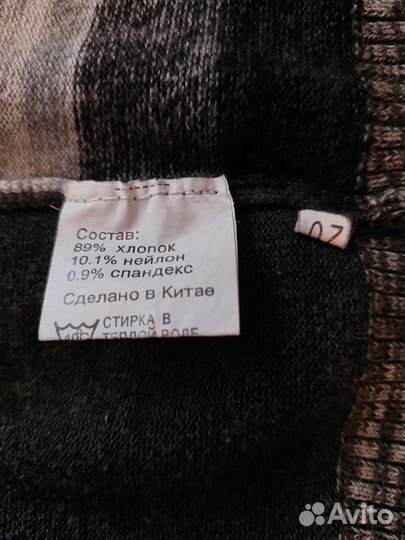 Состав:
89% хлопок
10.1% нейлон
0.9% спандекс
Сделано в Китае
СТИРКА В
ТЕПЛОЙ ВОДЕ
07
Avito